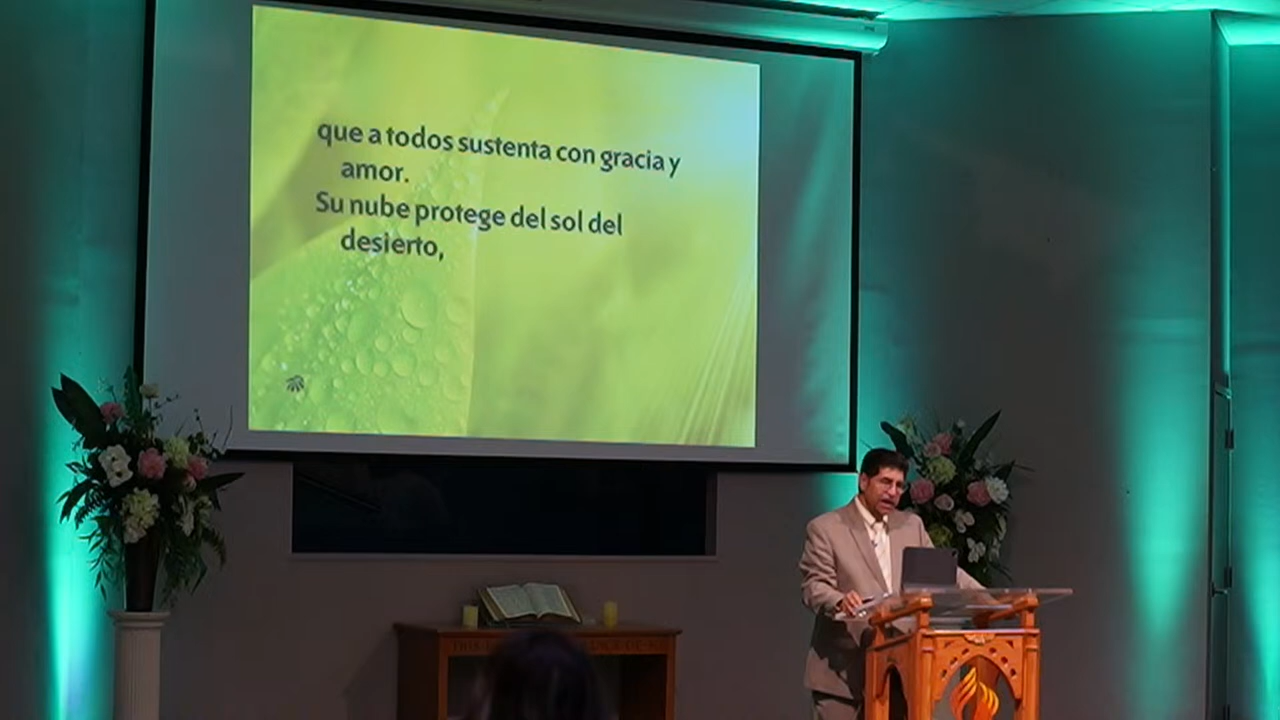 que a todos sustenta con gracia y
amor.
Su nube protege del sol del
desierto,